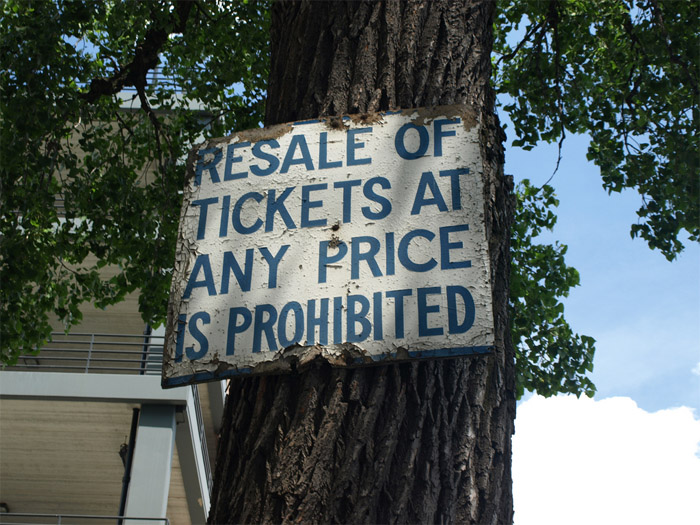 RESALE OF
TICKETS AT
ANY PRICE
IS PROHIBITED